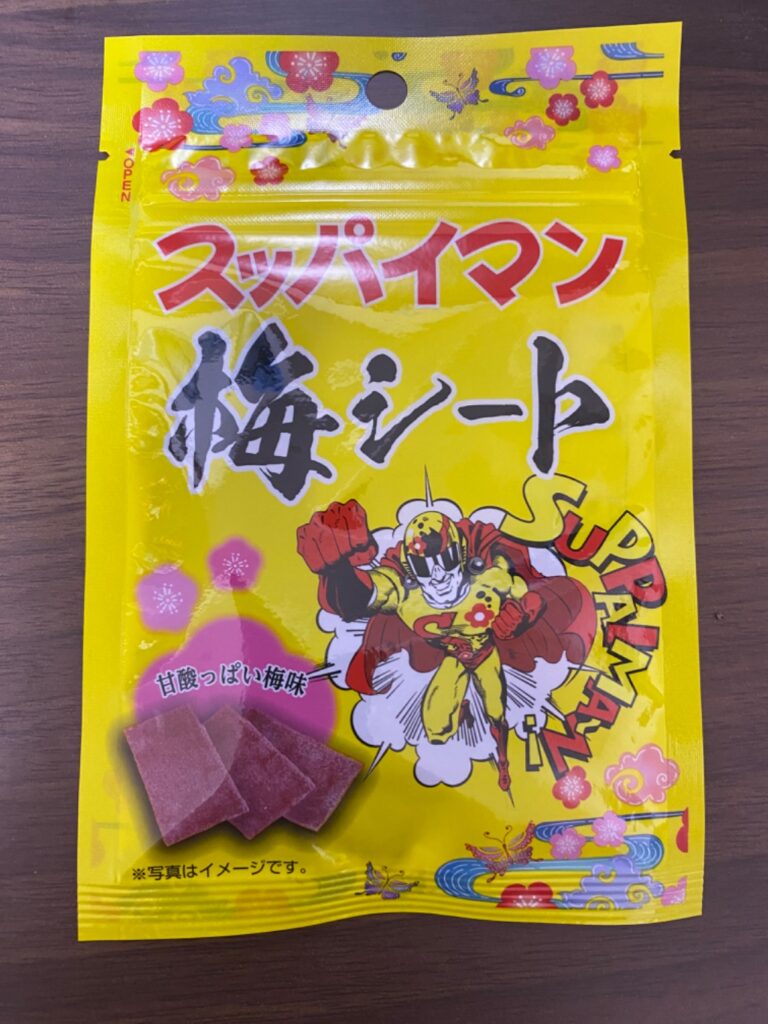 OPEN
スッパイマン
梅シート
SUPPAIMAN!
甘酸っぱい梅味
※写真はイメージです。